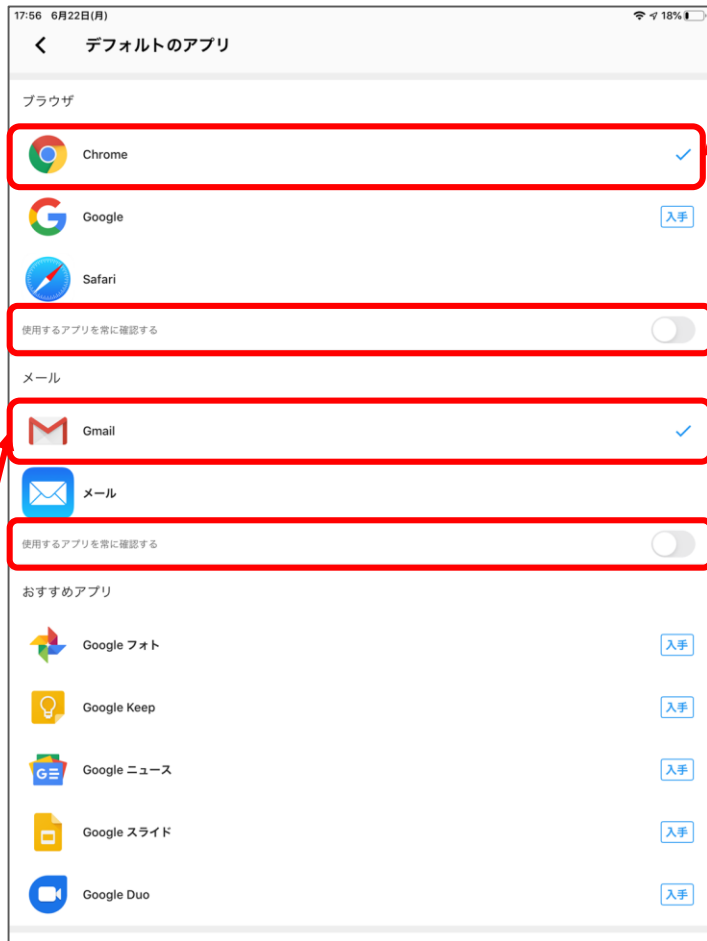 17:56 6月22日(月) 18%
デフォルトのアプリ
ブラウザ
Chrome
Google 入手
Safari
使用するアプリを常に確認する
メール
Gmail
メール
使用するアプリを常に確認する
おすすめアプリ
Google フォト 入手
Google Keep 入手
GE Google ニュース 入手
Google スライド 入手
Google Duo 入手